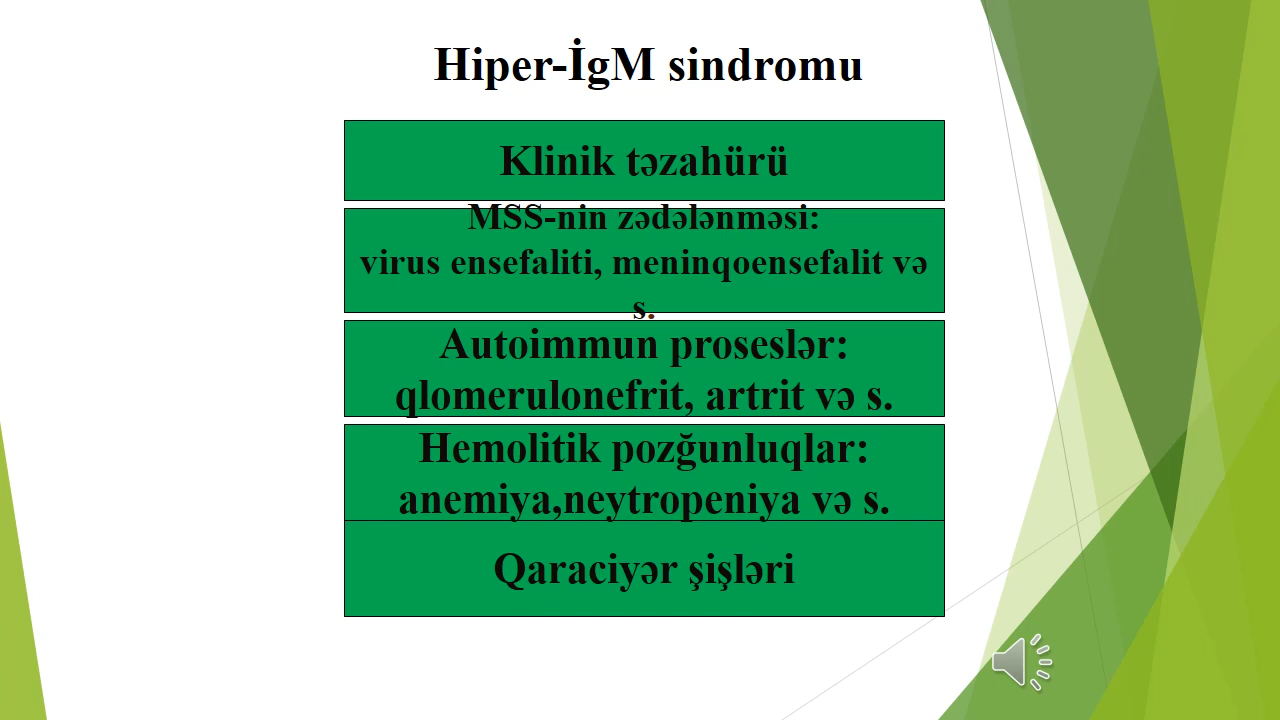 Hiper-İgM sindromu
Klinik təzahürü
MSS-nin zədələnməsi:
virus ensefaliti, meninqoensefalit və
s.
Autoimmun proseslər:
qlomerulonefrit, artrit və s.
Hemolitik pozğunluqlar:
anemiya,neytropeniya və s.
Qaraciyər şişləri